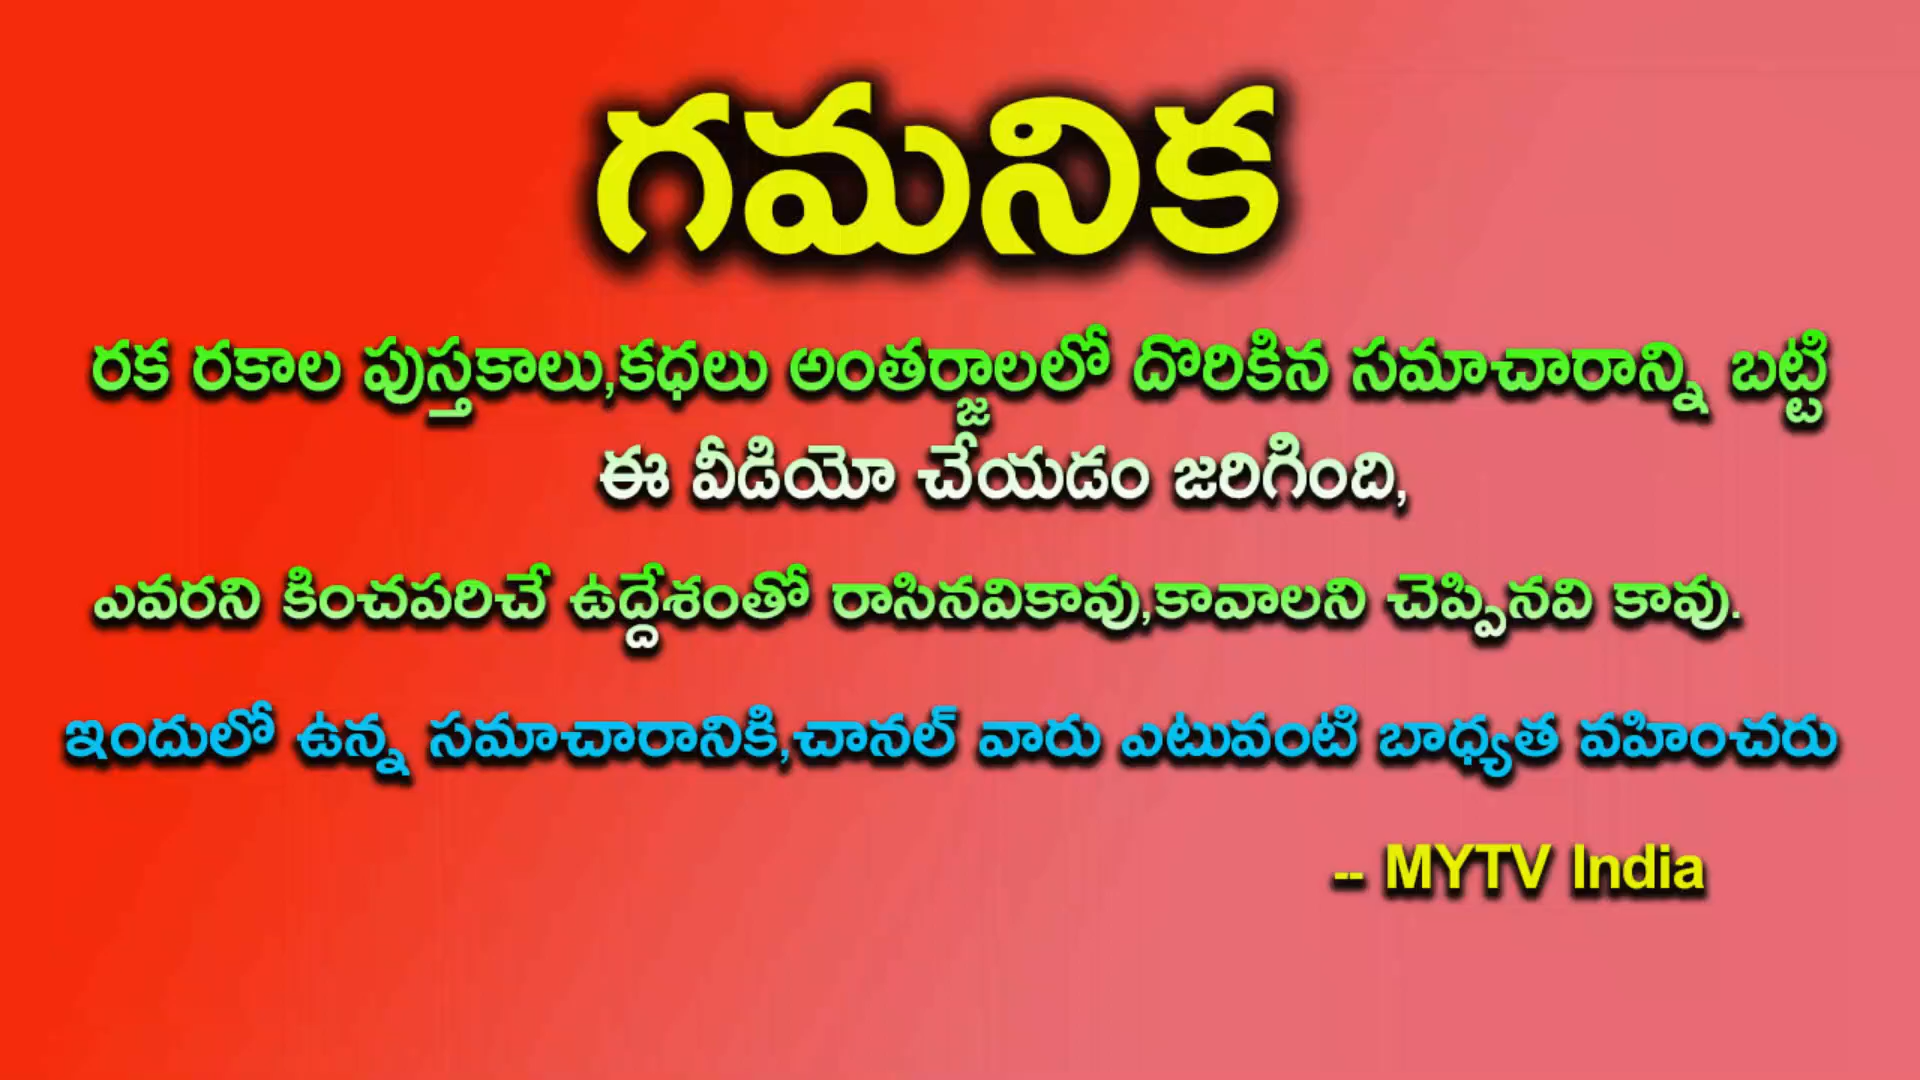 గమనిక
రక రకాల పుస్తకాలు,కధలు అంతర్జాలలో దొరికిన సమాచారాన్ని బట్టి
ఈ వీడియో చేయడం జరిగింది,
ఎవరని కించపరిచే ఉద్దేశంతో రాసినవికావు,కావాలని చెప్పినవి కావు.
ఇందులో ఉన్న సమాచారానికి,చానల్ వారు ఎటువంటి బాధ్యత వహించరు
-- MYTV India